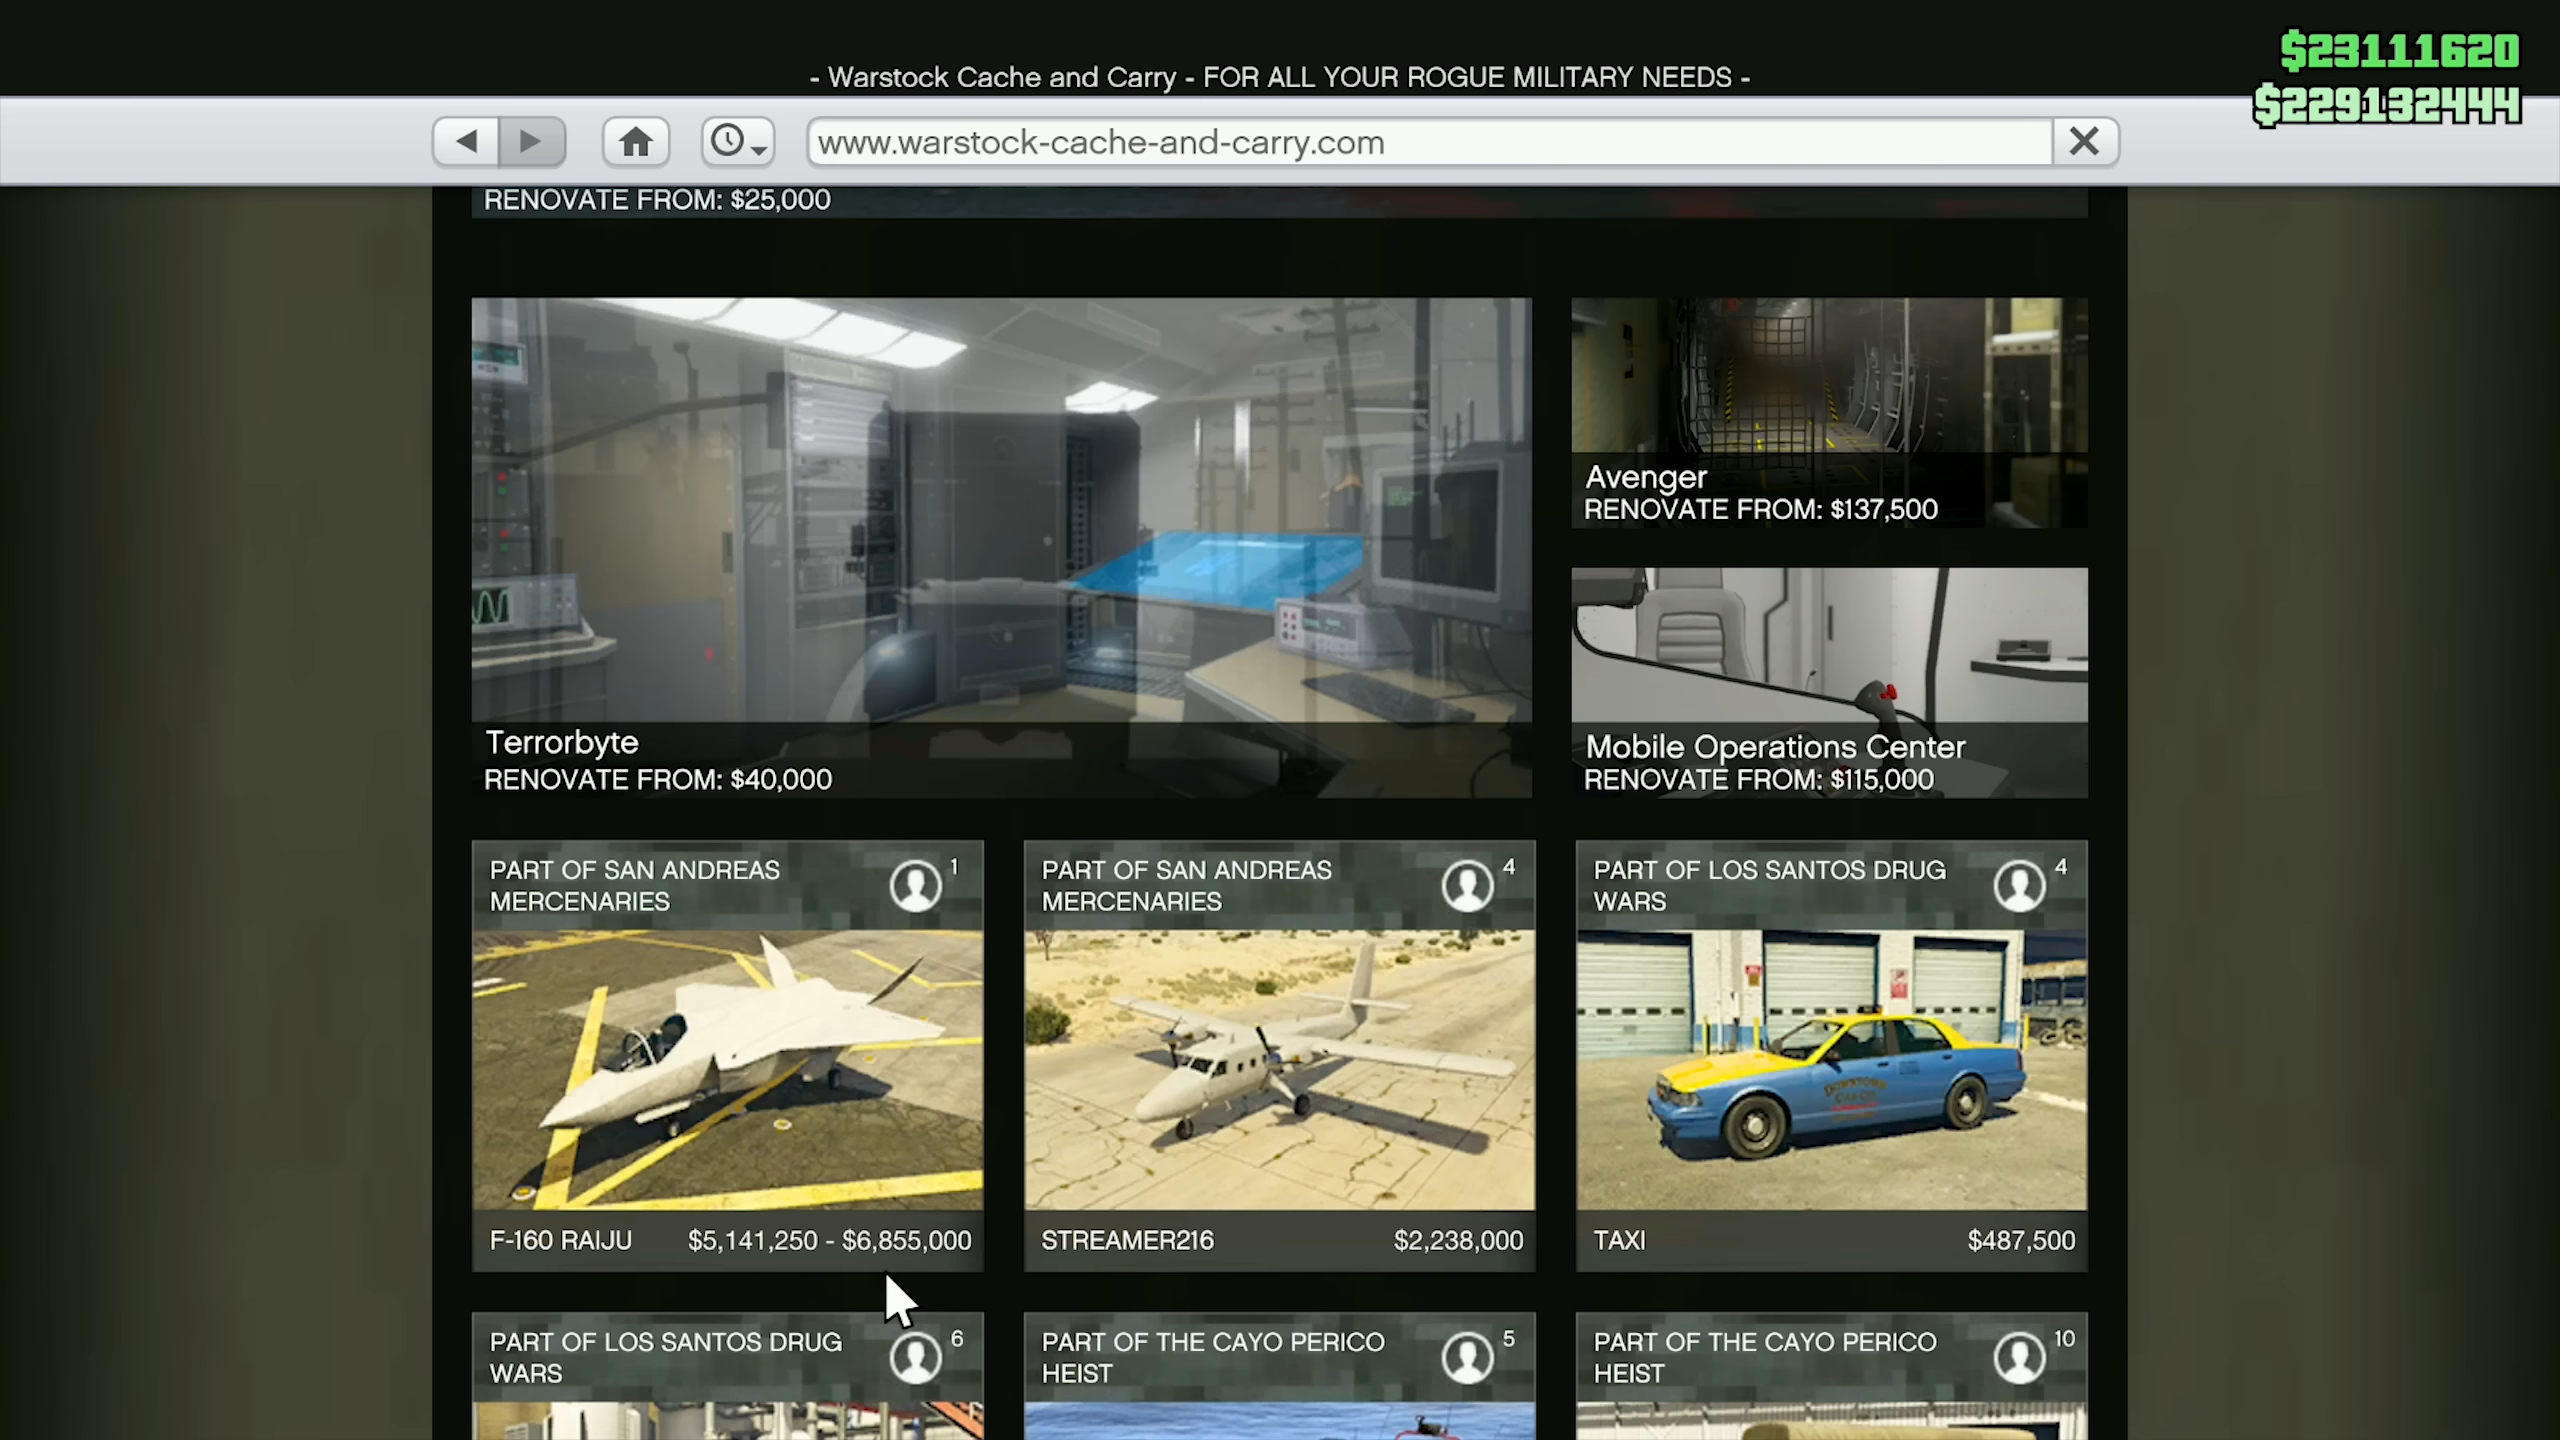 - Warstock Cache and Carry - FOR ALL YOUR ROGUE MILITARY NEEDS -
$23111620
$229132444
www.warstock-cache-and-carry.com
RENOVATE FROM: $25,000
Avenger
RENOVATE FROM: $137,500
Terrorbyte
RENOVATE FROM: $40,000
Mobile Operations Center
RENOVATE FROM: $115,000
PART OF SAN ANDREAS
MERCENARIES
1
PART OF SAN ANDREAS
MERCENARIES
4
PART OF LOS SANTOS DRUG
WARS
4
DOWNTOWN
CAB CO
F-160 RAIJU $5,141,250 - $6,855,000
STREAMER216 $2,238,000
TAXI $487,500
PART OF LOS SANTOS DRUG
WARS
6
PART OF THE CAYO PERICO
HEIST
5
PART OF THE CAYO PERICO
HEIST
10